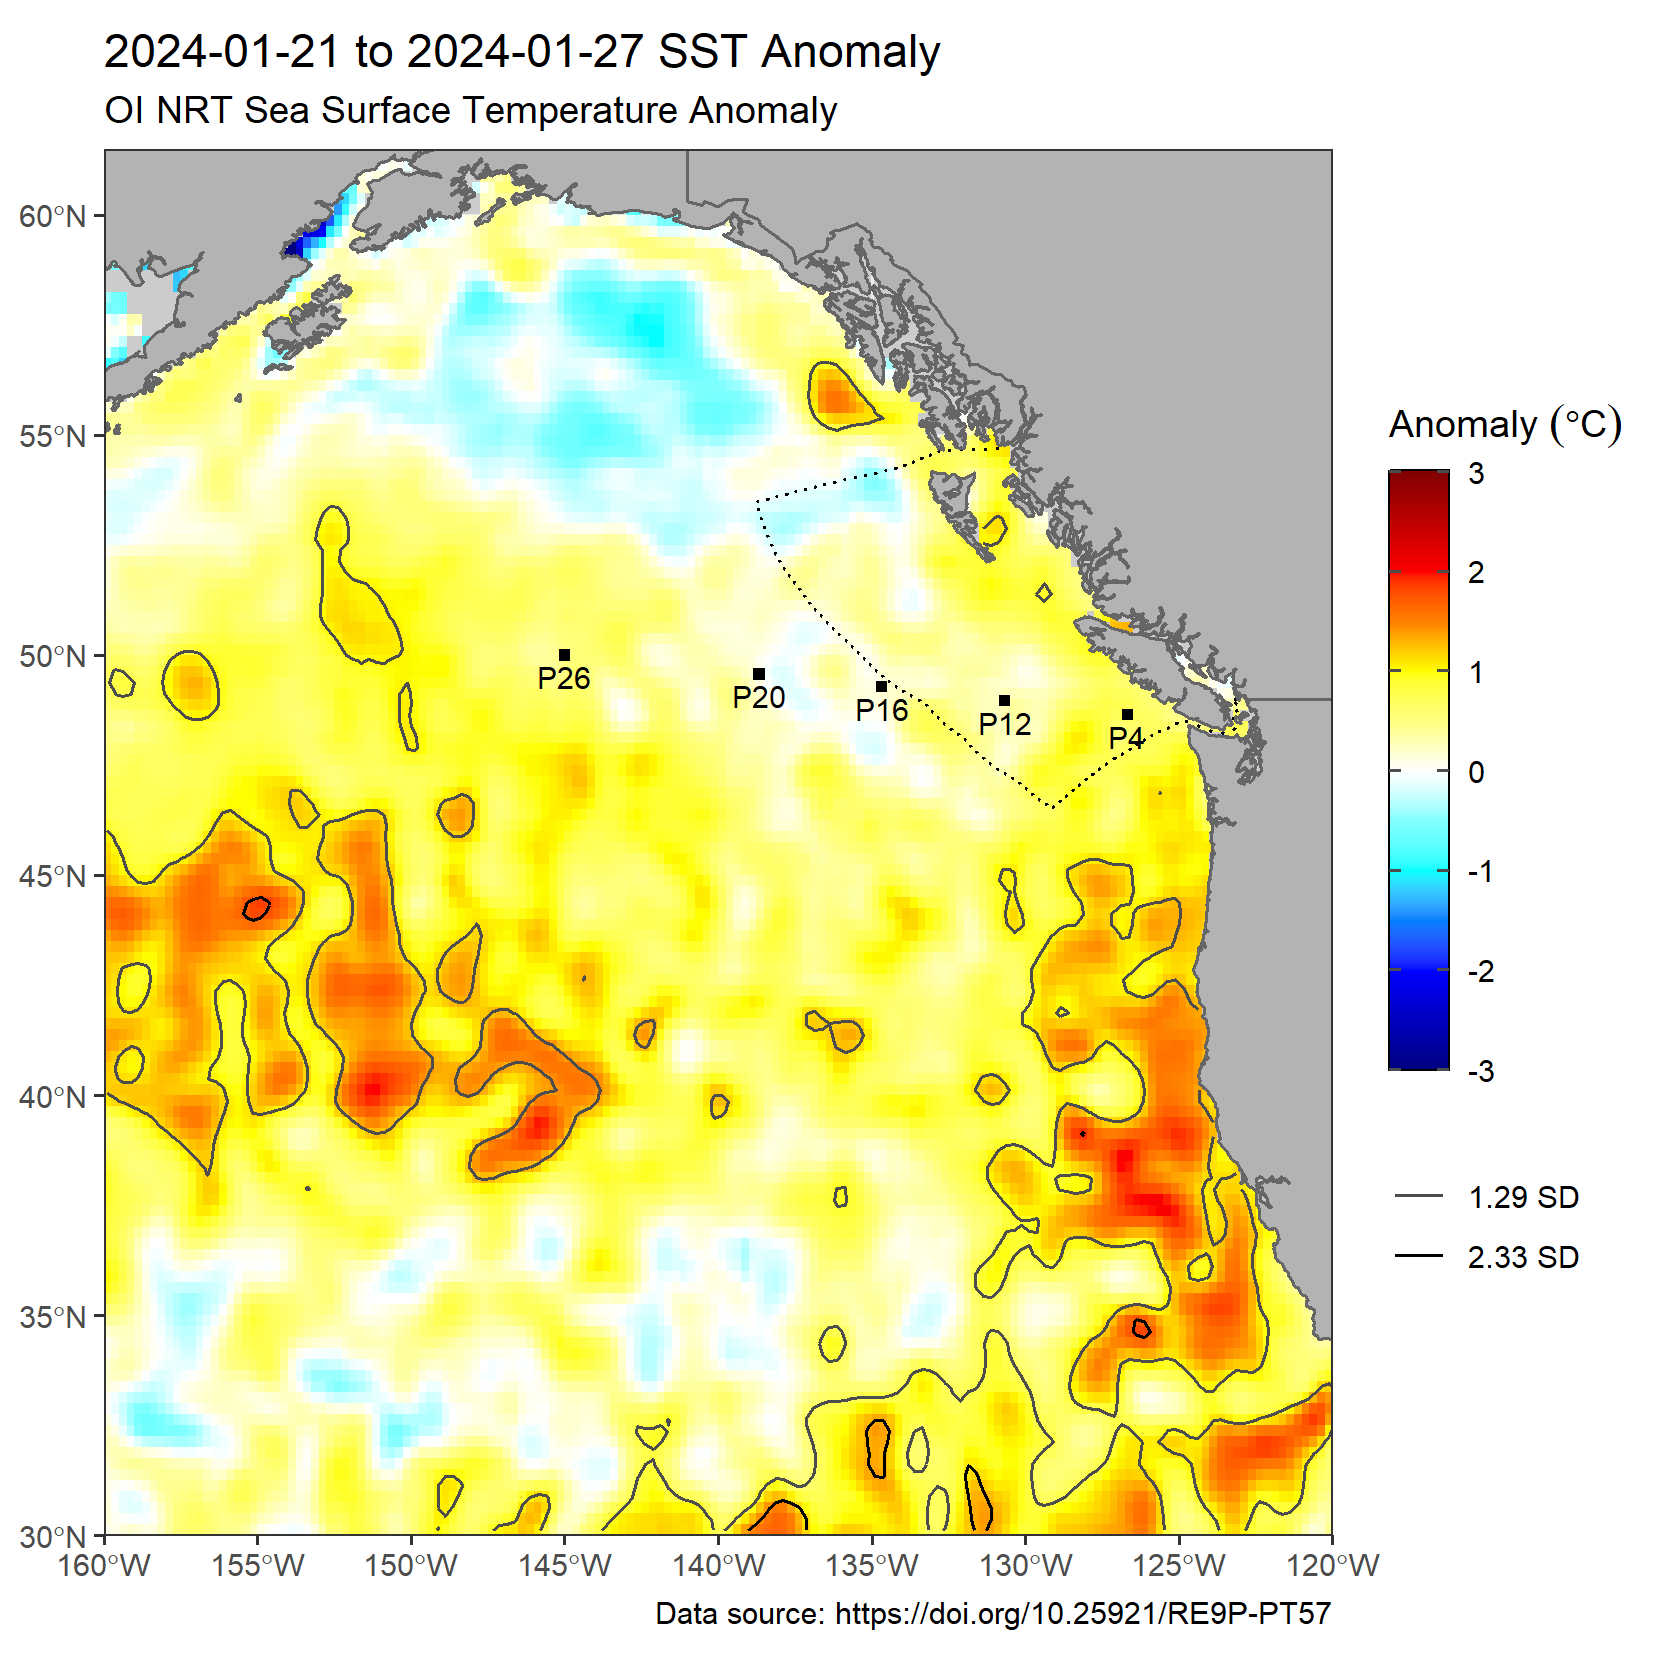 2024-01-21 to 2024-01-27 SST Anomaly
OI NRT Sea Surface Temperature Anomaly
60°N
55°N
50°N
45°N
40°N
35°N
30°N
P26
P20
P16
P12
P4
160°W
155°W
150°W
145°W
140°W
135°W
130°W
125°W
120°W
Anomaly (°C)
3
2
1
0
-1
-2
-3
1.29 SD
2.33 SD
Data source: https://doi.org/10.25921/RE9P-PT57